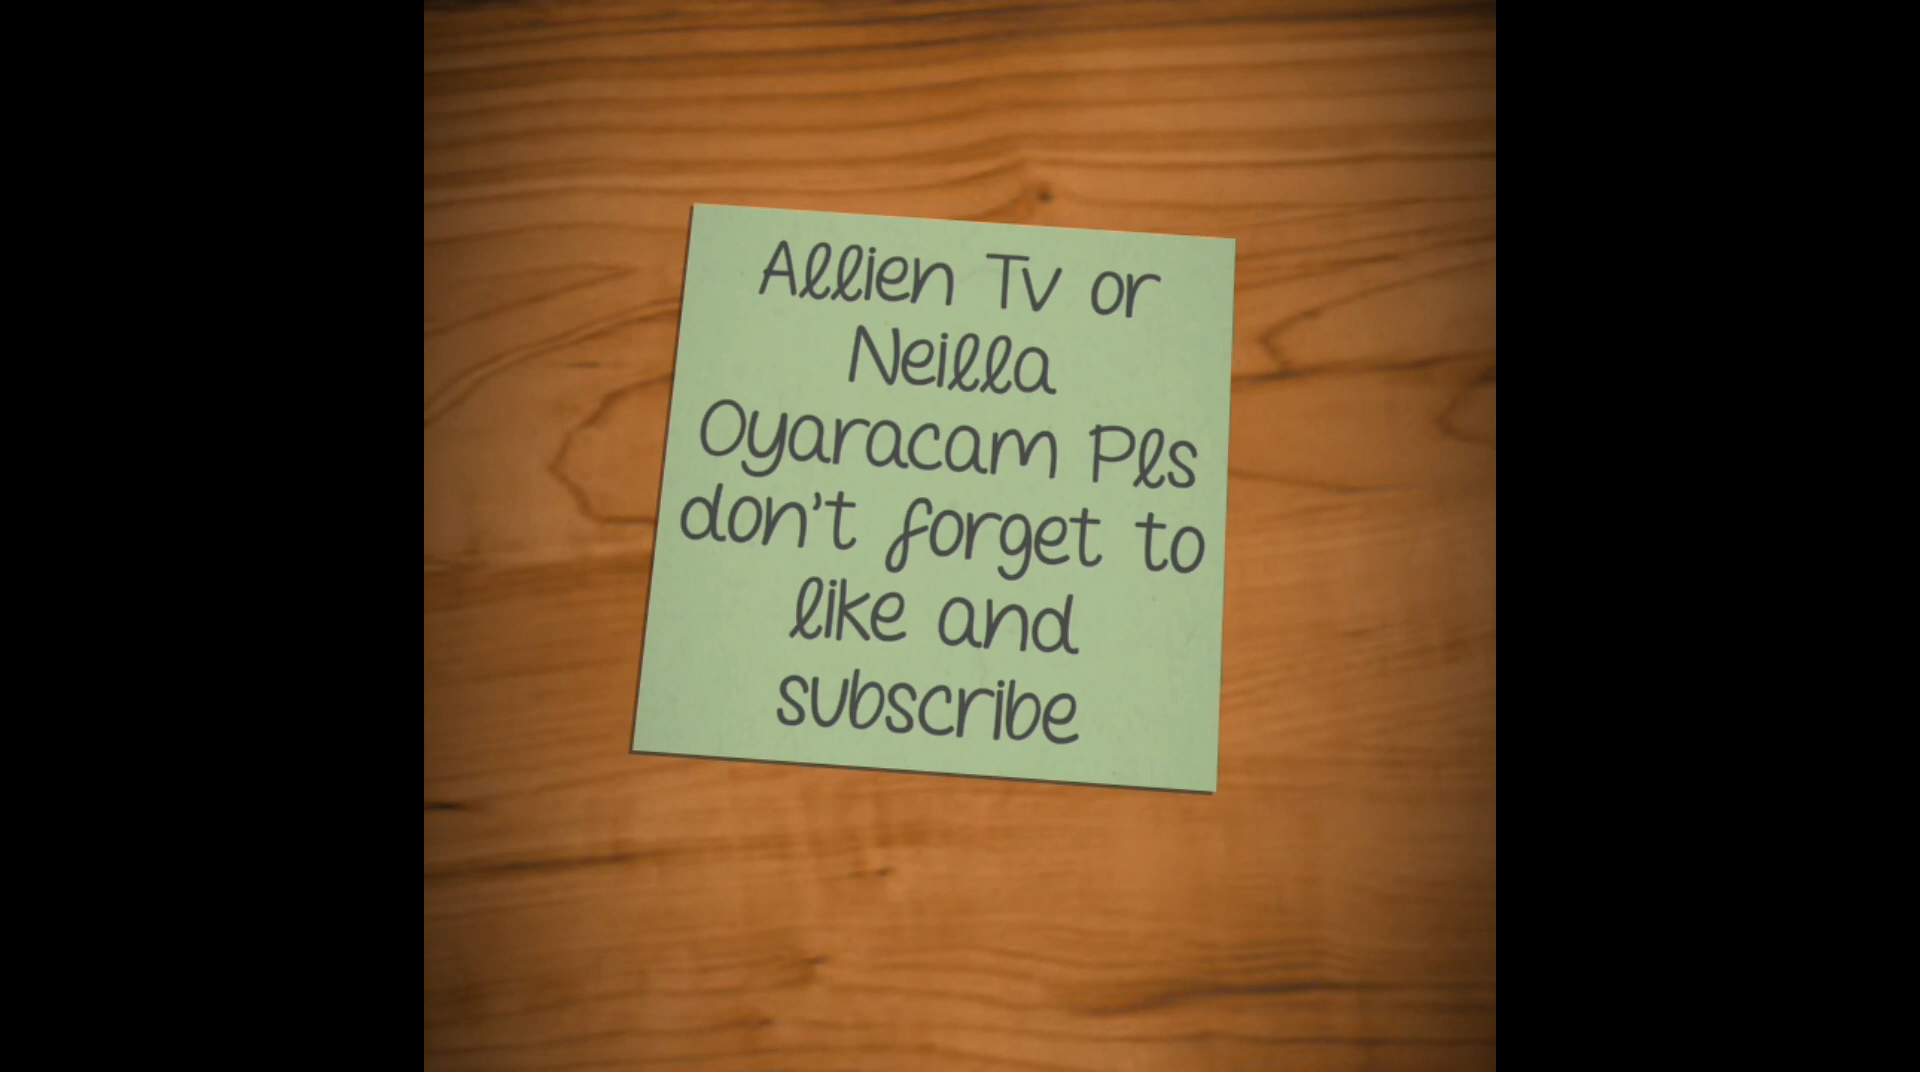 Allien Tv or
Neilla
Oyaracam Pls
don't forget to
like and
subscribe